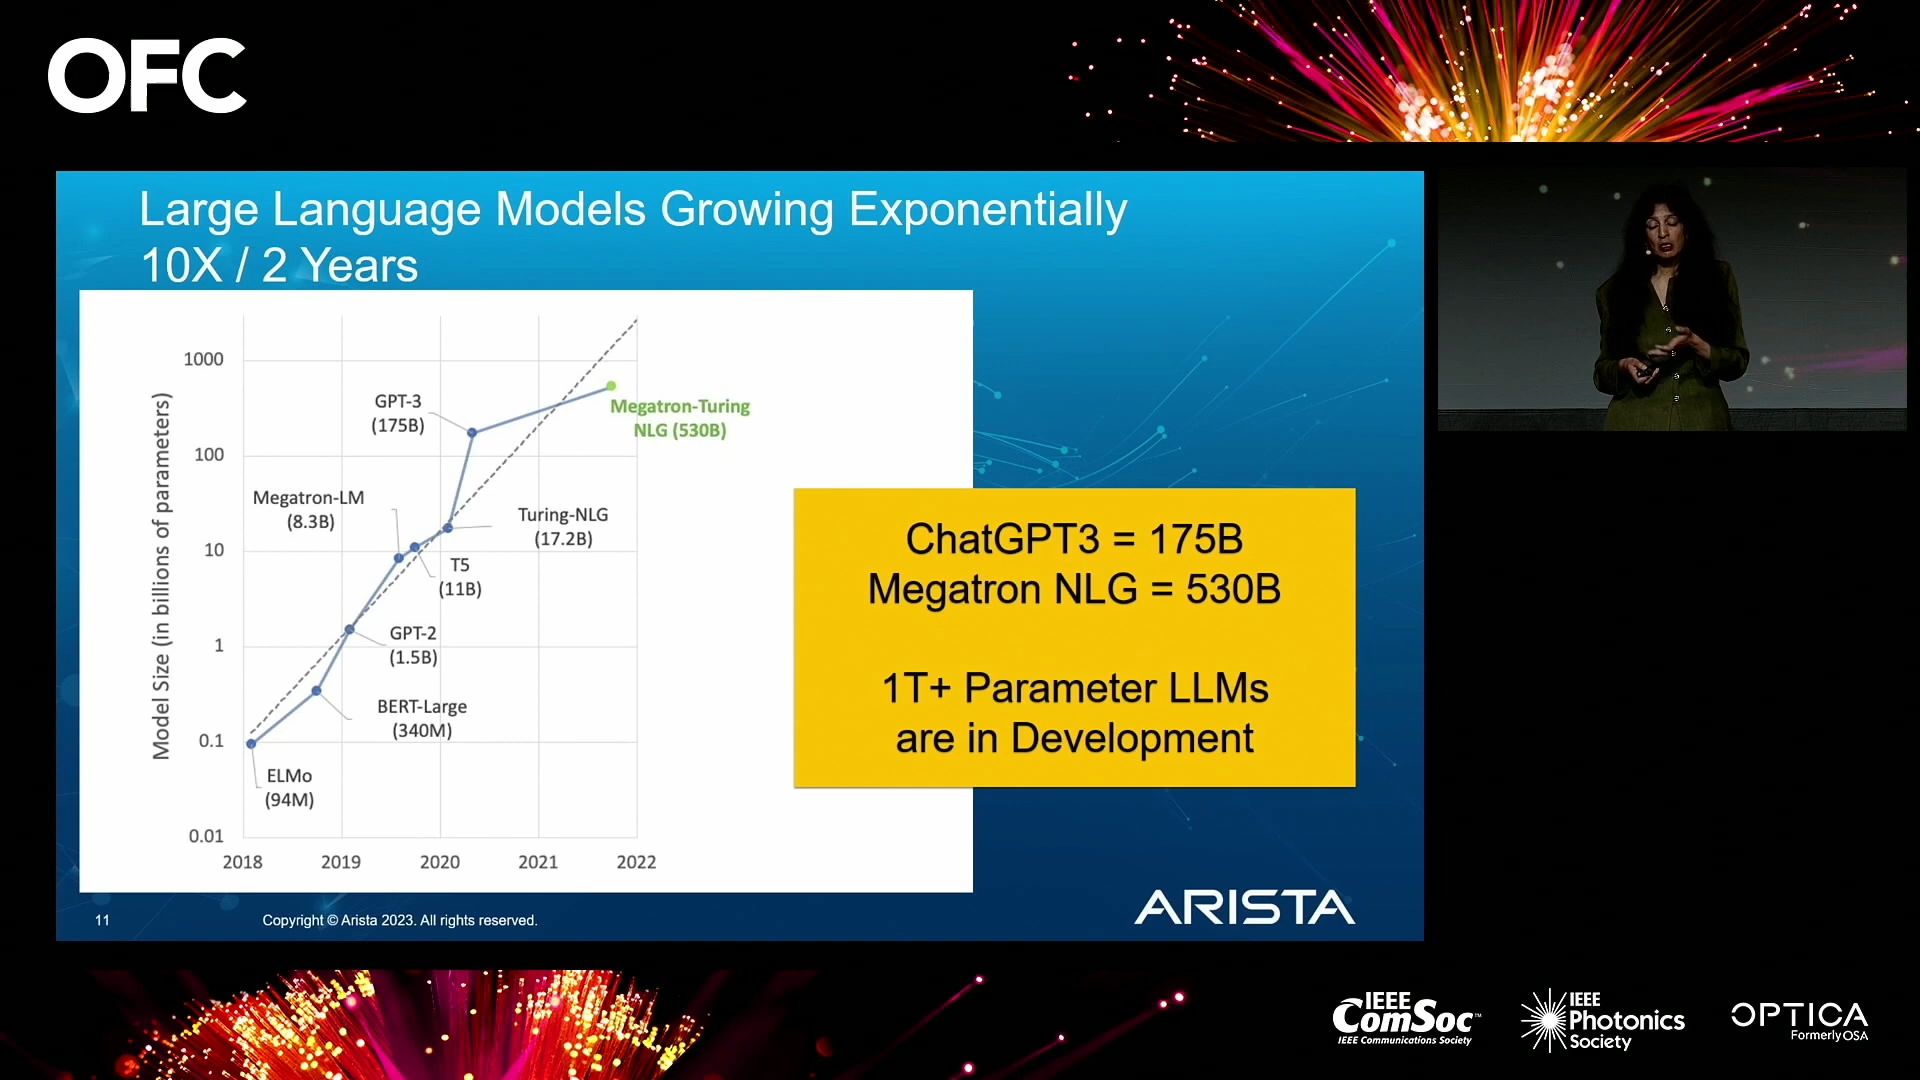 OFC
Large Language Models Growing Exponentially
10X / 2 Years
Model Size (in billions of parameters)
1000
100
10
1
0.1
0.01
2018
2019
2020
2021
2022
GPT-3
(175B)
Megatron-Turing
NLG (530B)
Megatron-LM
(8.3B)
Turing-NLG
(17.2B)
T5
(11B)
GPT-2
(1.5B)
BERT-Large
(340M)
ELMo
(94M)
ChatGPT3 = 175B
Megatron NLG = 530B
1T+ Parameter LLMs
are in Development
11
Copyright © Arista 2023. All rights reserved.
ARISTA
IEEE
ComSoc™
IEEE Communications Society
IEEE
Photonics
Society
OPTICA
Formerly OSA